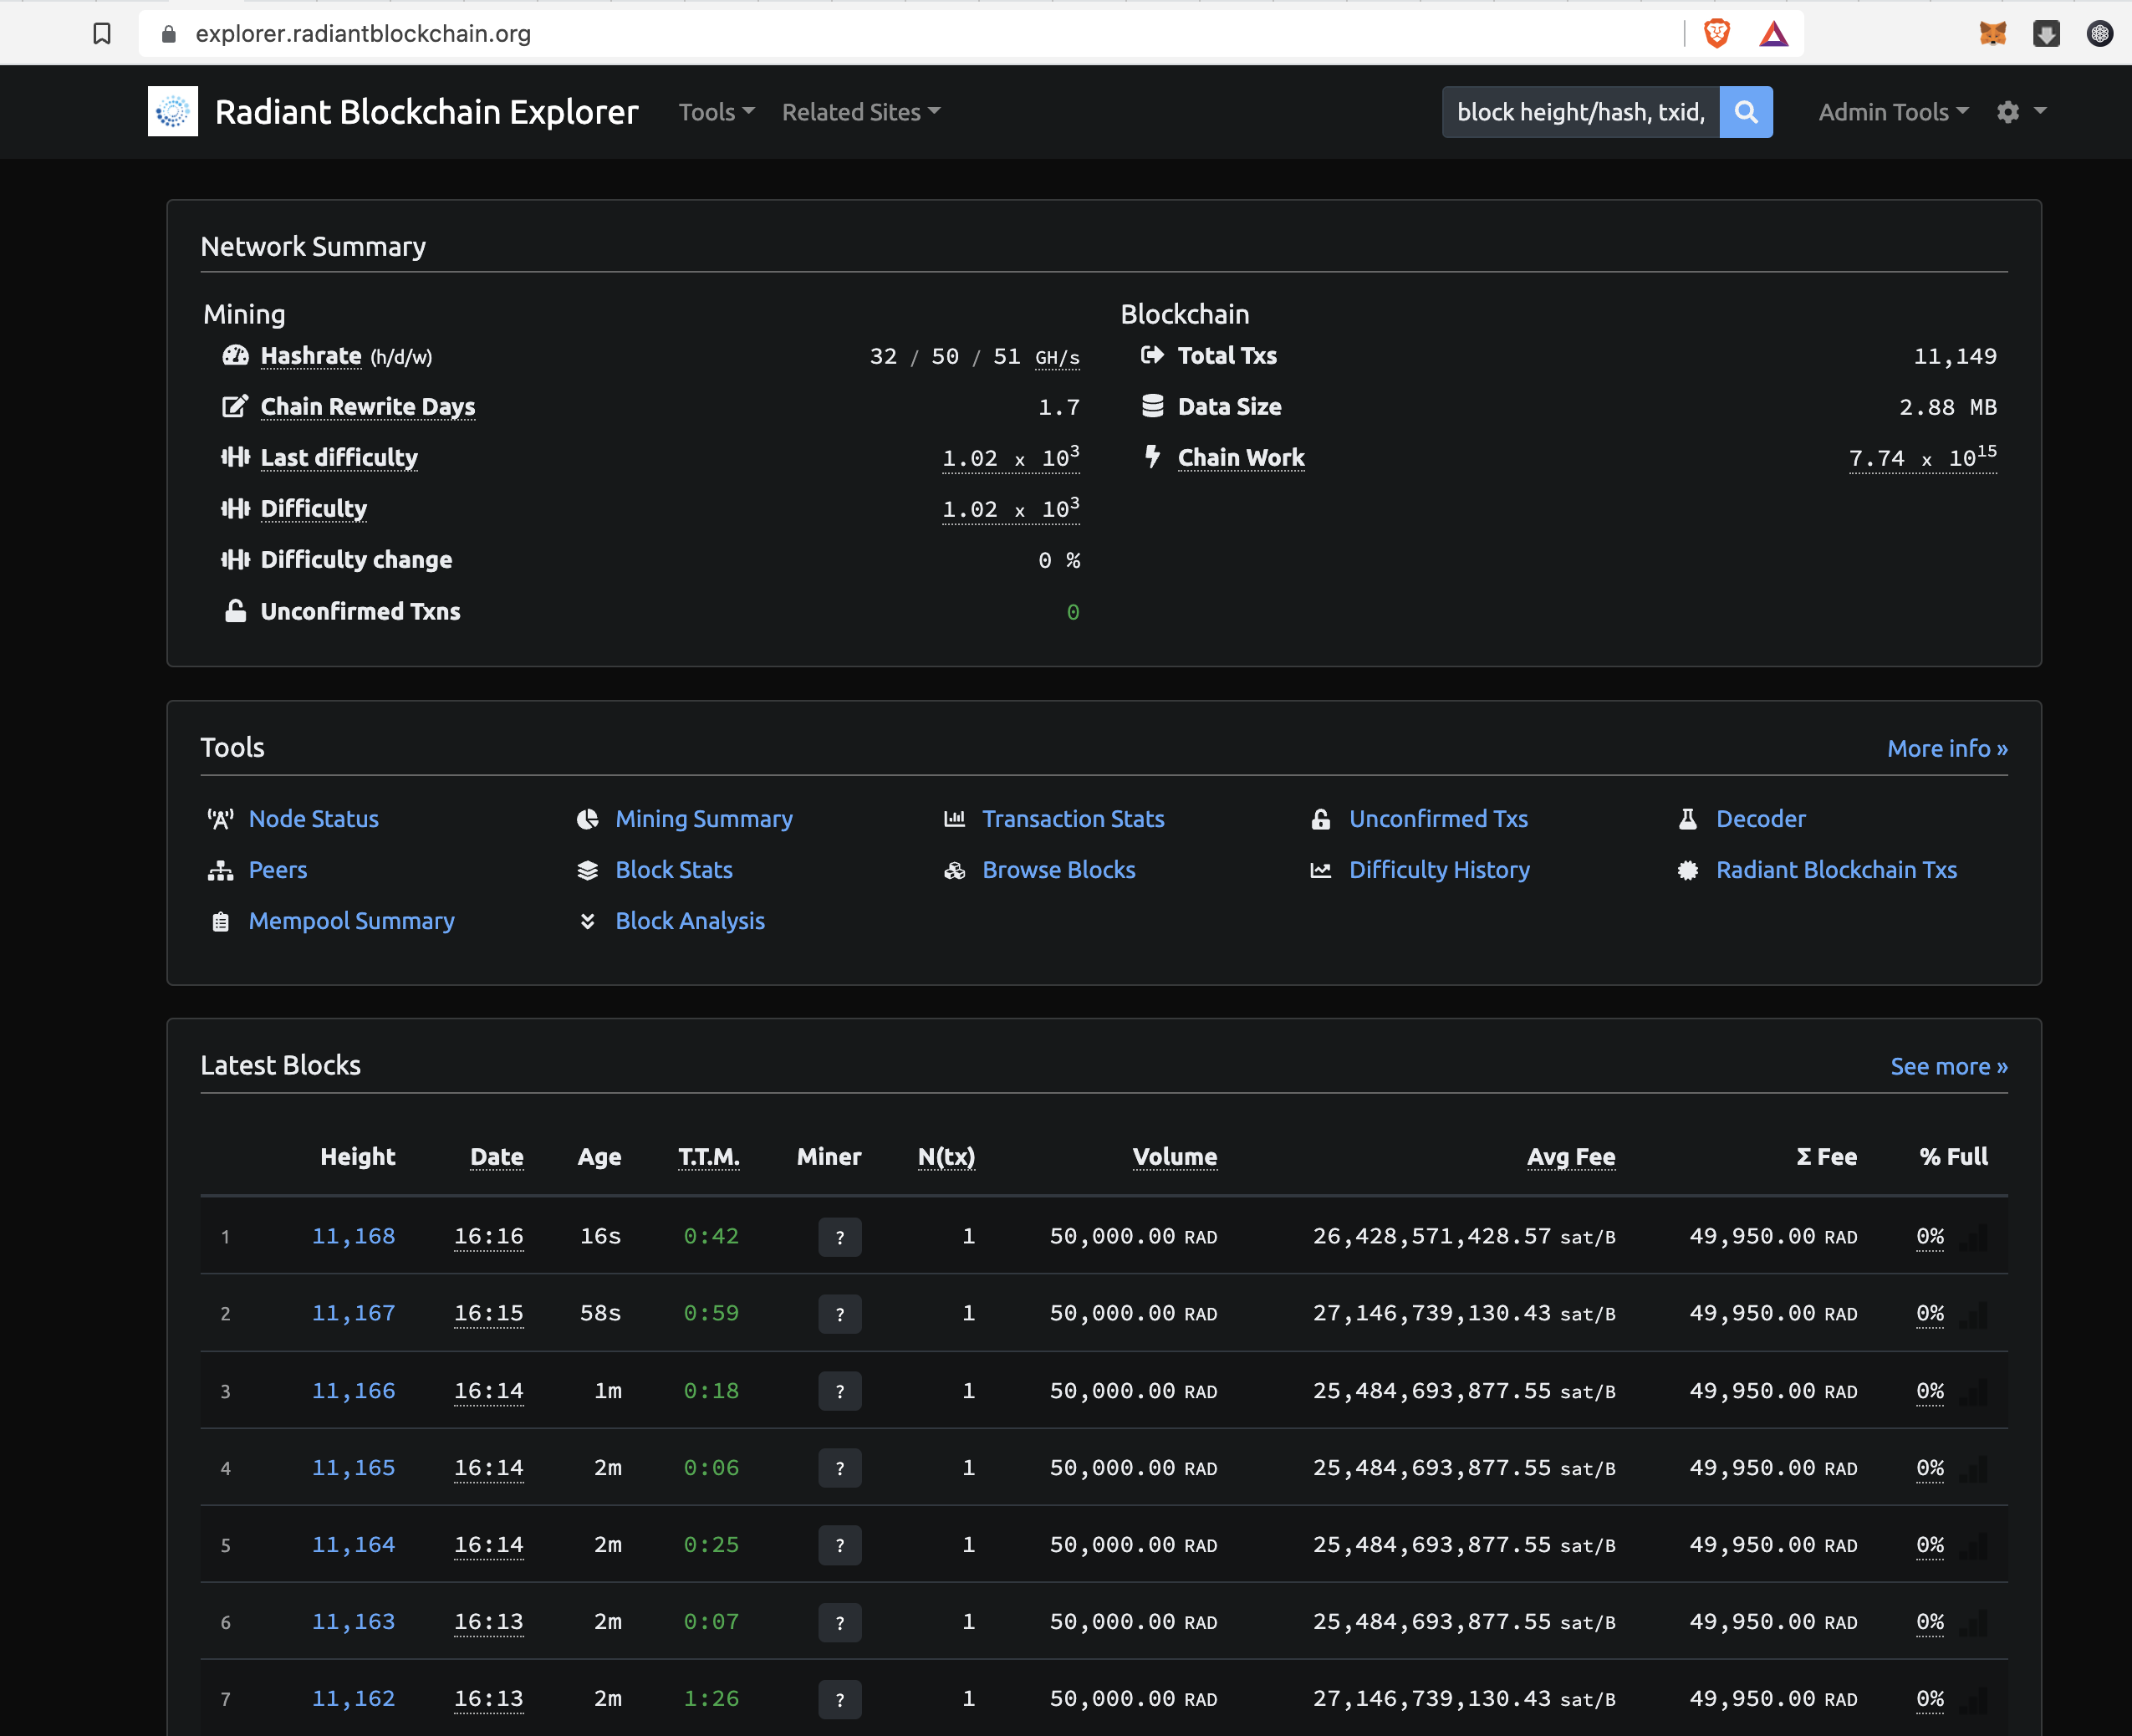 explorer.radiantblockchain.org
Radiant Blockchain Explorer Tools Related Sites block height/hash, txid, Admin Tools
Network Summary
Mining
Hashrate (h/d/w) 32 / 50 / 51 GH/s
Chain Rewrite Days 1.7
Last difficulty 1.02 x 10³
Difficulty 1.02 x 10³
Difficulty change 0 %
Unconfirmed Txns 0
Blockchain
Total Txs 11,149
Data Size 2.88 MB
Chain Work 7.74 x 10¹⁵
Tools More info »
Node Status Mining Summary Transaction Stats Unconfirmed Txs Decoder
Peers Block Stats Browse Blocks Difficulty History Radiant Blockchain Txs
Mempool Summary Block Analysis
Latest Blocks See more »
Height Date Age T.T.M. Miner N(tx) Volume Avg Fee Σ Fee % Full
1 11,168 16:16 16s 0:42 ? 1 50,000.00 RAD 26,428,571,428.57 sat/B 49,950.00 RAD 0%
2 11,167 16:15 58s 0:59 ? 1 50,000.00 RAD 27,146,739,130.43 sat/B 49,950.00 RAD 0%
3 11,166 16:14 1m 0:18 ? 1 50,000.00 RAD 25,484,693,877.55 sat/B 49,950.00 RAD 0%
4 11,165 16:14 2m 0:06 ? 1 50,000.00 RAD 25,484,693,877.55 sat/B 49,950.00 RAD 0%
5 11,164 16:14 2m 0:25 ? 1 50,000.00 RAD 25,484,693,877.55 sat/B 49,950.00 RAD 0%
6 11,163 16:13 2m 0:07 ? 1 50,000.00 RAD 25,484,693,877.55 sat/B 49,950.00 RAD 0%
7 11,162 16:13 2m 1:26 ? 1 50,000.00 RAD 27,146,739,130.43 sat/B 49,950.00 RAD 0%